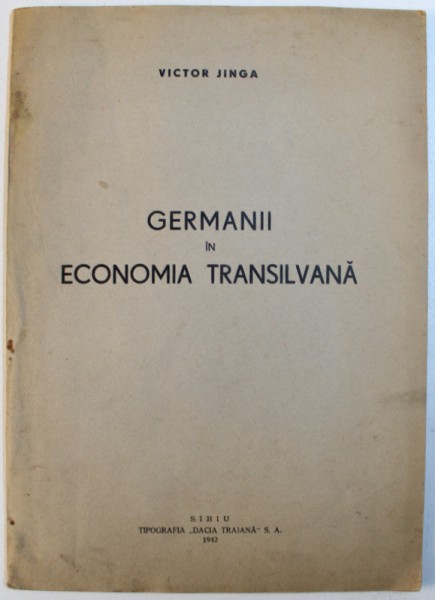 VICTOR JINGA
GERMANII
ÎN
ECONOMIA TRANSILVANĂ
SIBIU
TIPOGRAFIA „DACIA TRAIANĂ" S. A.
1942